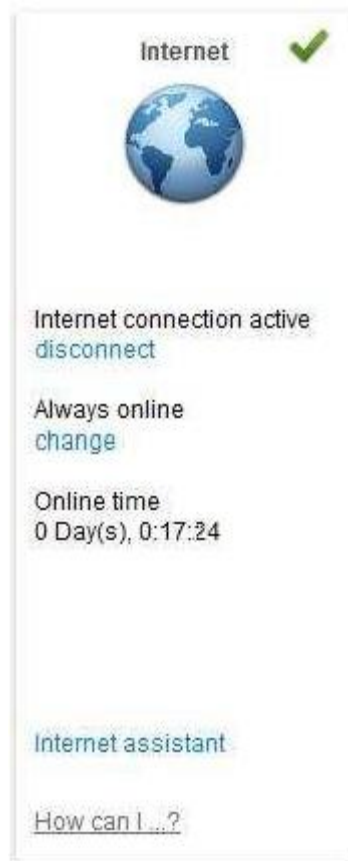 Internet
Internet connection active
disconnect
Always online
change
Online time
0 Day(s), 0:17:24
Internet assistant
How can I ...?